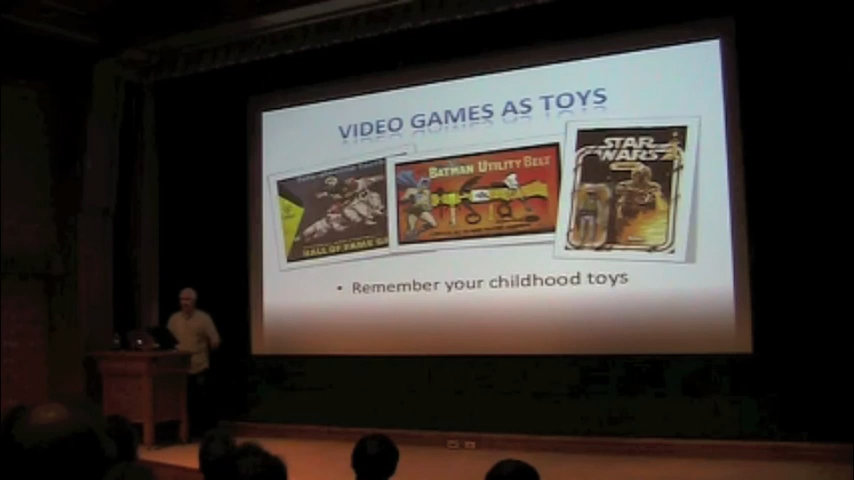 VIDEO GAMES AS TOYS
HALL OF FAME
BATMAN UTILITY BELT
STAR
WARS
• Remember your childhood toys